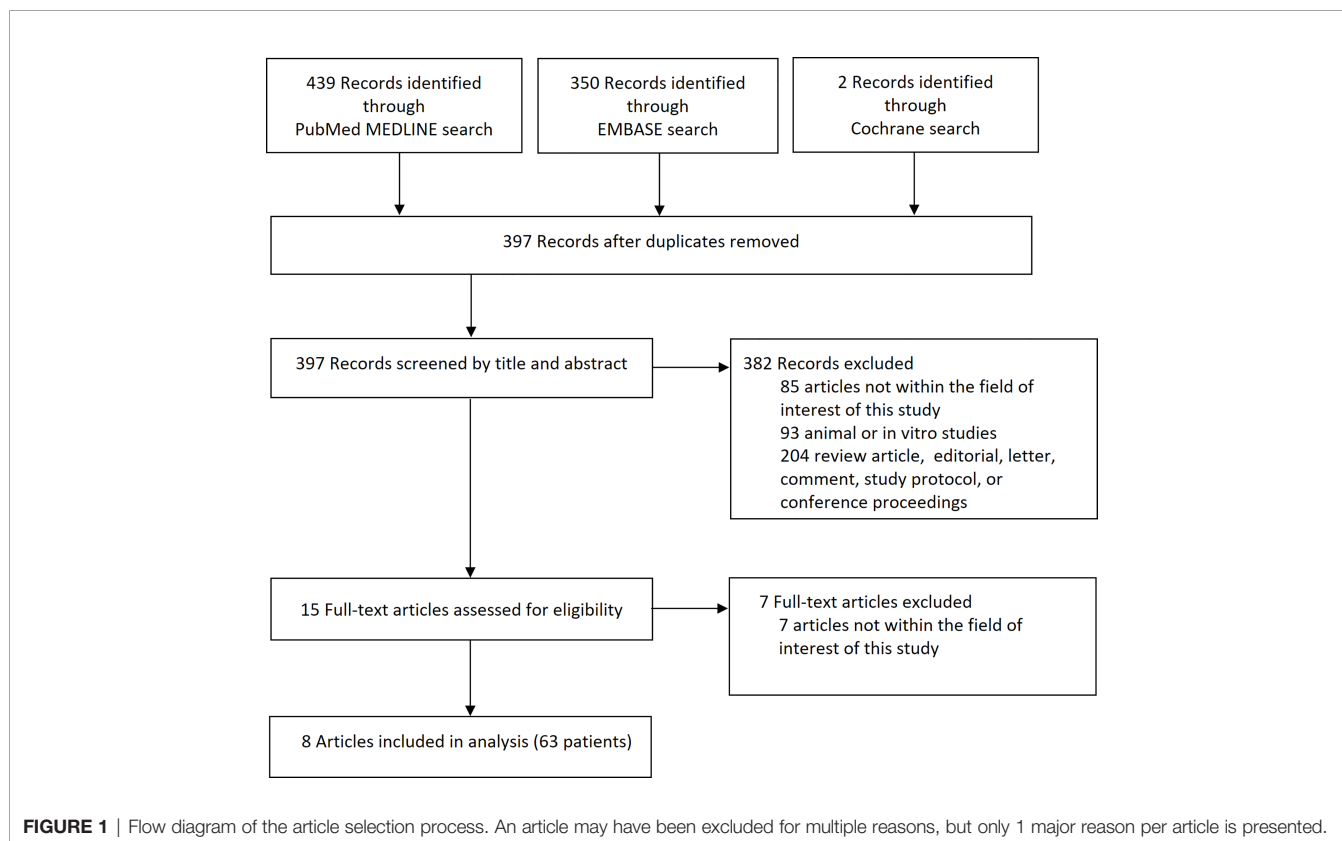 439 Records identified
through
PubMed MEDLINE search
350 Records identified
through
EMBASE search
2 Records identified
through
Cochrane search
397 Records after duplicates removed
397 Records screened by title and abstract
382 Records excluded
85 articles not within the field of
interest of this study
93 animal or in vitro studies
204 review article, editorial, letter,
comment, study protocol, or
conference proceedings
15 Full-text articles assessed for eligibility
7 Full-text articles excluded
7 articles not within the field of
interest of this study
8 Articles included in analysis (63 patients)
FIGURE 1 | Flow diagram of the article selection process. An article may have been excluded for multiple reasons, but only 1 major reason per article is presented.